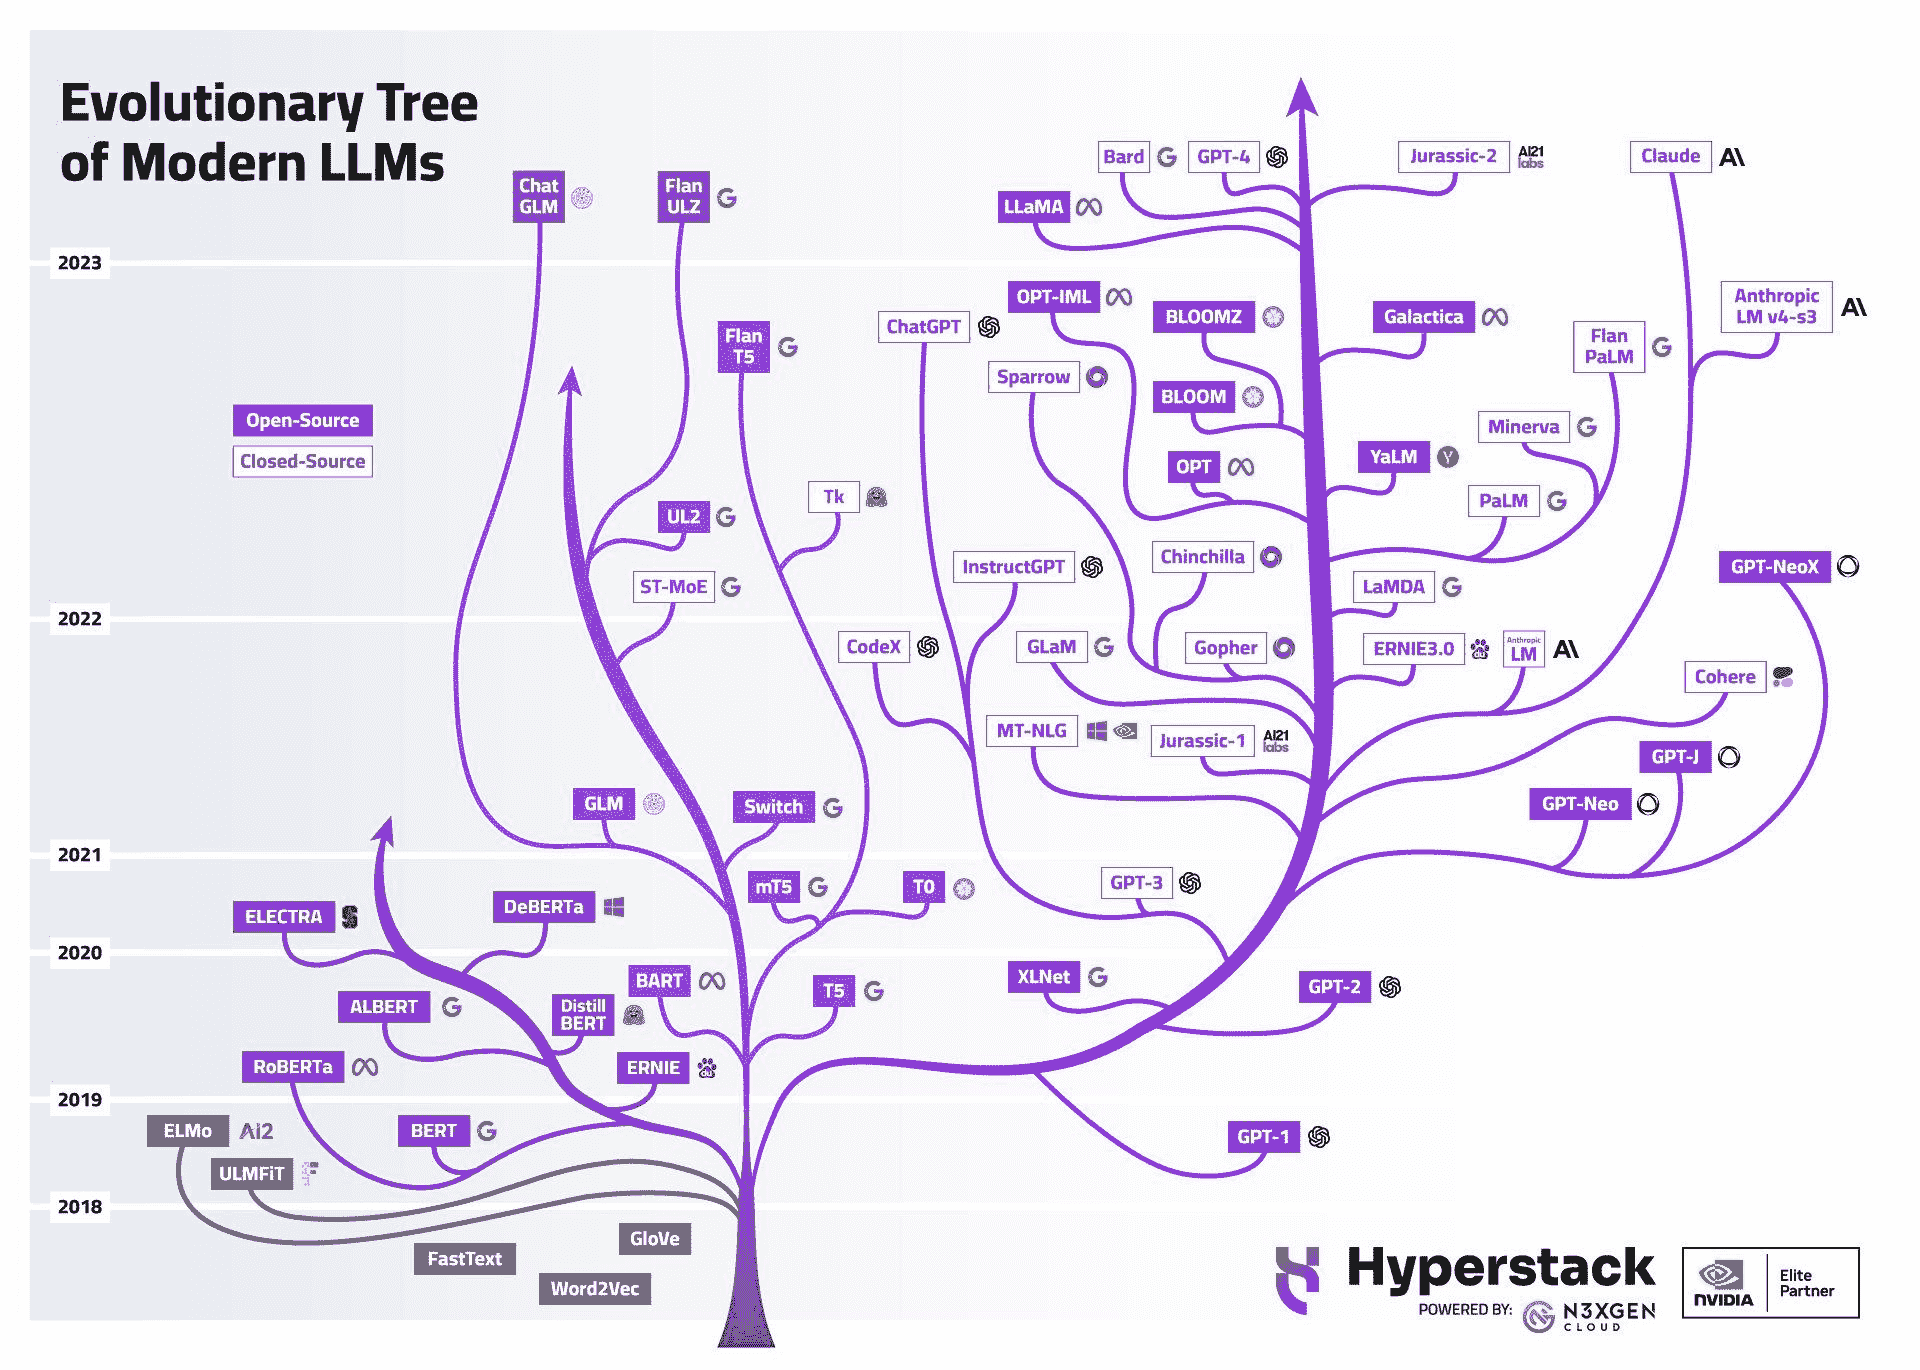 Evolutionary Tree
of Modern LLMs
Bard
GPT-4
Jurassic-2
AI21
labs
Claude
A\
Chat
GLM
Flan
ULZ
LLaMA
2023
OPT-IML
BLOOMZ
Galactica
Anthropic
LM v4-s3
A\
ChatGPT
Flan
T5
Flan
PaLM
Sparrow
BLOOM
Open-Source
Closed-Source
Minerva
YaLM
Y
OPT
Tk
PaLM
UL2
InstructGPT
Chinchilla
GPT-NeoX
ST-MoE
LaMDA
2022
CodeX
GLaM
Gopher
ERNIE3.0
du
Anthropic
LM
A\
Cohere
MT-NLG
Jurassic-1
AI21
labs
GPT-J
GLM
Switch
GPT-Neo
2021
mT5
T0
GPT-3
ELECTRA
DeBERTa
2020
BART
T5
XLNet
GPT-2
ALBERT
Distill
BERT
RoBERTa
ERNIE
du
2019
ELMo
AI2
BERT
GPT-1
ULMFiT
2018
GloVe
FastText
Word2Vec
Hyperstack
POWERED BY:
N3XGEN
CLOUD
NVIDIA
Elite
Partner